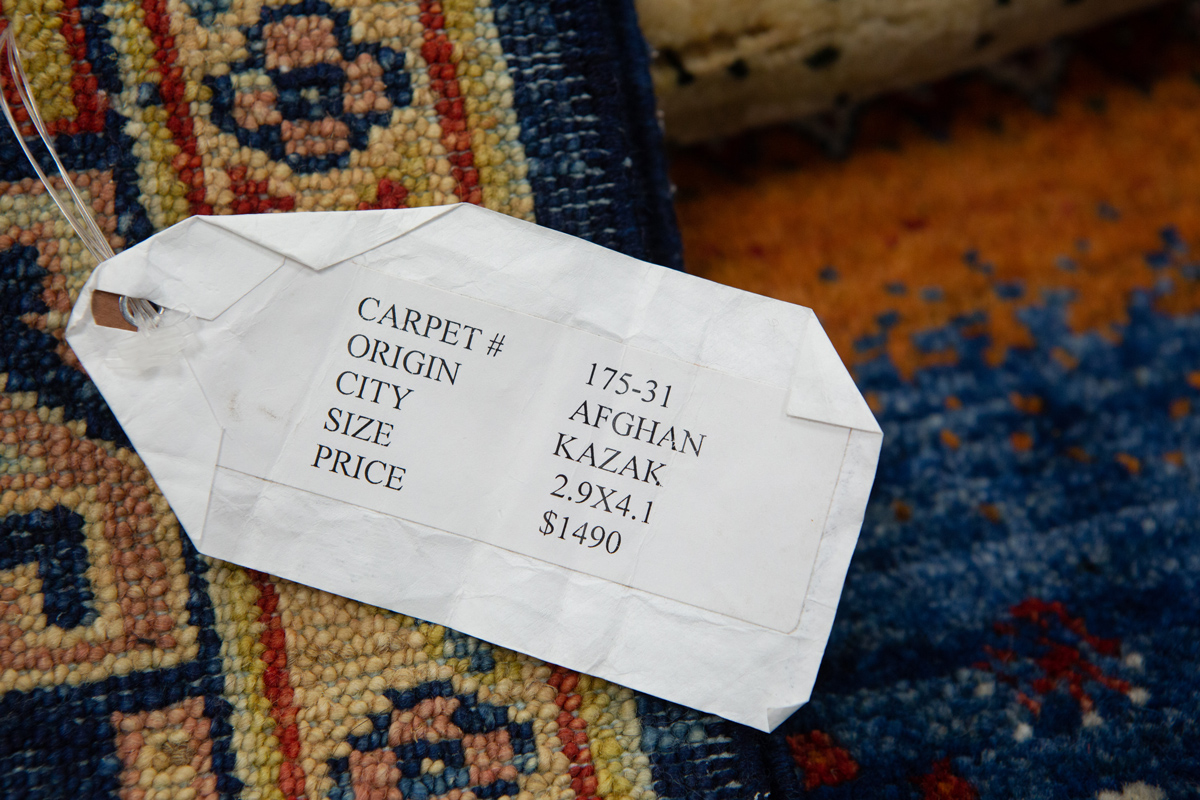 CARPET # 175-31
ORIGIN AFGHAN
CITY KAZAK
SIZE 2.9X4.1
PRICE $1490